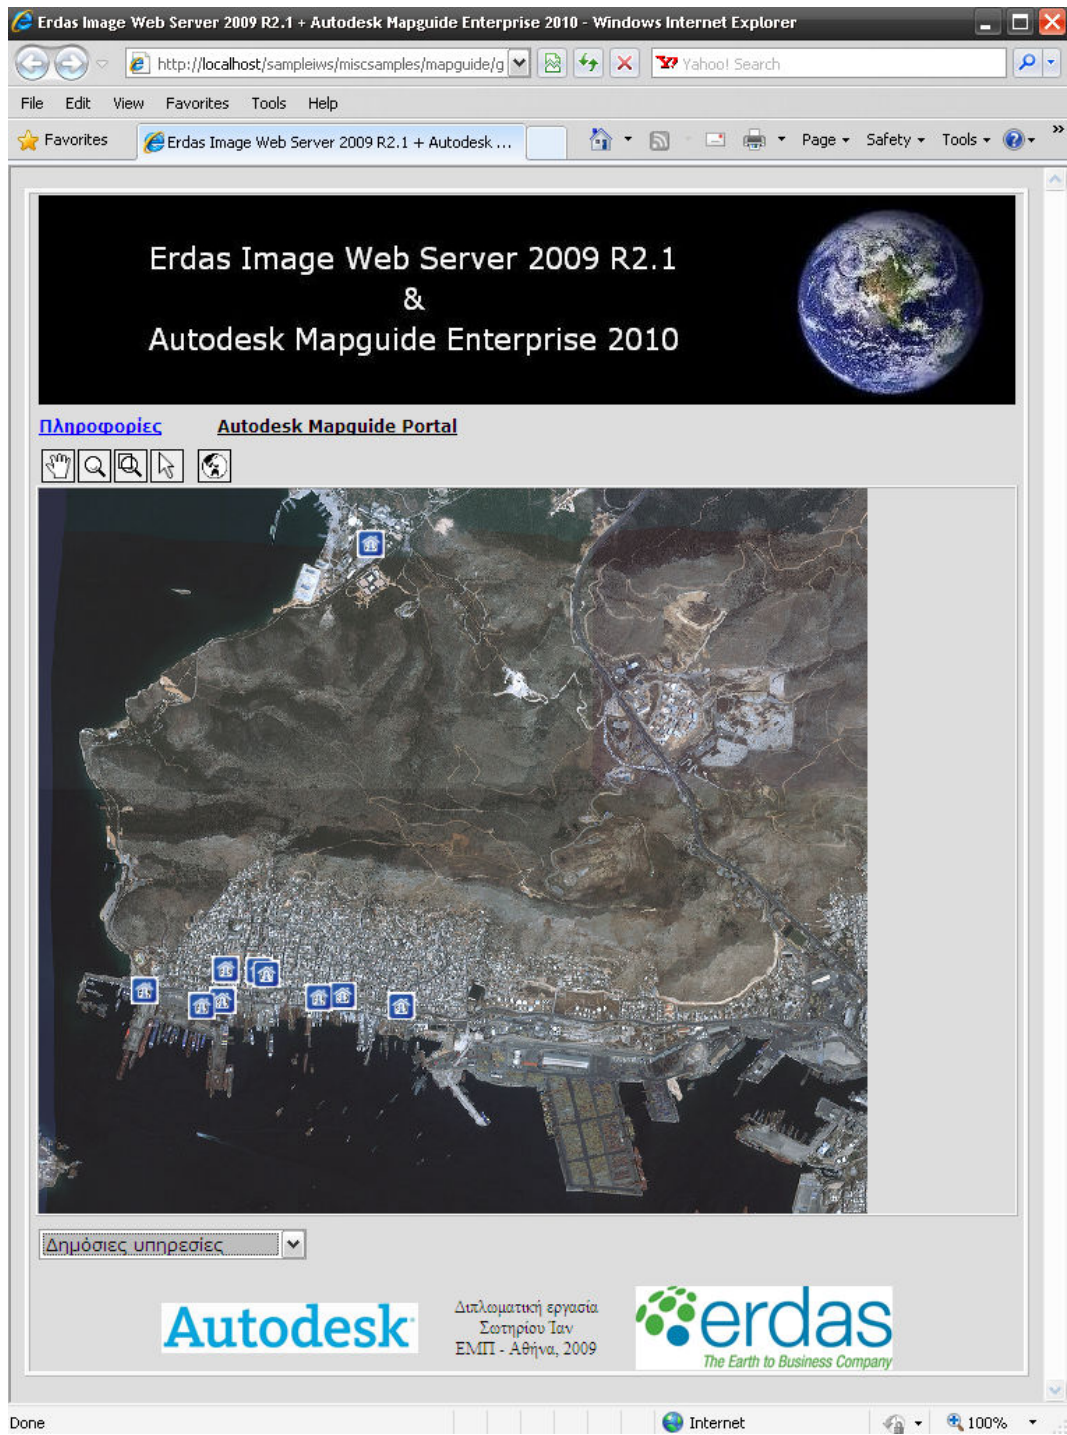 Erdas Image Web Server 2009 R2.1 + Autodesk Mapguide Enterprise 2010 - Windows Internet Explorer
http://localhost/sampleiws/miscsamples/mapguide/g
Yahoo! Search
File Edit View Favorites Tools Help
Favorites Erdas Image Web Server 2009 R2.1 + Autodesk ... Page Safety Tools
Erdas Image Web Server 2009 R2.1
&
Autodesk Mapguide Enterprise 2010
Πληροφορίες Autodesk Mapguide Portal
Δημόσιες υπηρεσίες
Autodesk
Διπλωματική εργασία
Σωτηρίου Ίαν
ΕΜΠ - Αθήνα, 2009
erdas
The Earth to Business Company
Done Internet 100%